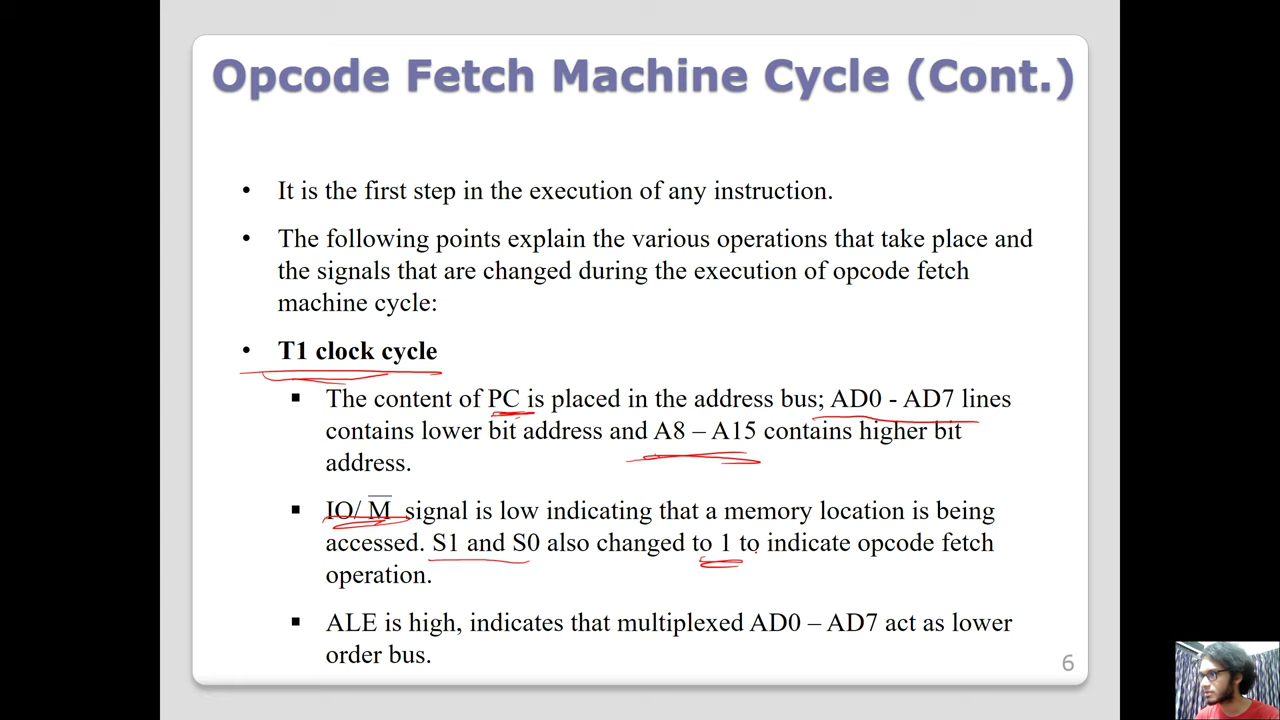 Opcode Fetch Machine Cycle (Cont.)
• It is the first step in the execution of any instruction.
• The following points explain the various operations that take place and
the signals that are changed during the execution of opcode fetch
machine cycle:
• T1 clock cycle
▪ The content of PC is placed in the address bus; AD0 - AD7 lines
contains lower bit address and A8 – A15 contains higher bit
address.
▪ IO/ M̅ signal is low indicating that a memory location is being
accessed. S1 and S0 also changed to 1 to indicate opcode fetch
operation.
▪ ALE is high, indicates that multiplexed AD0 – AD7 act as lower
order bus.
6